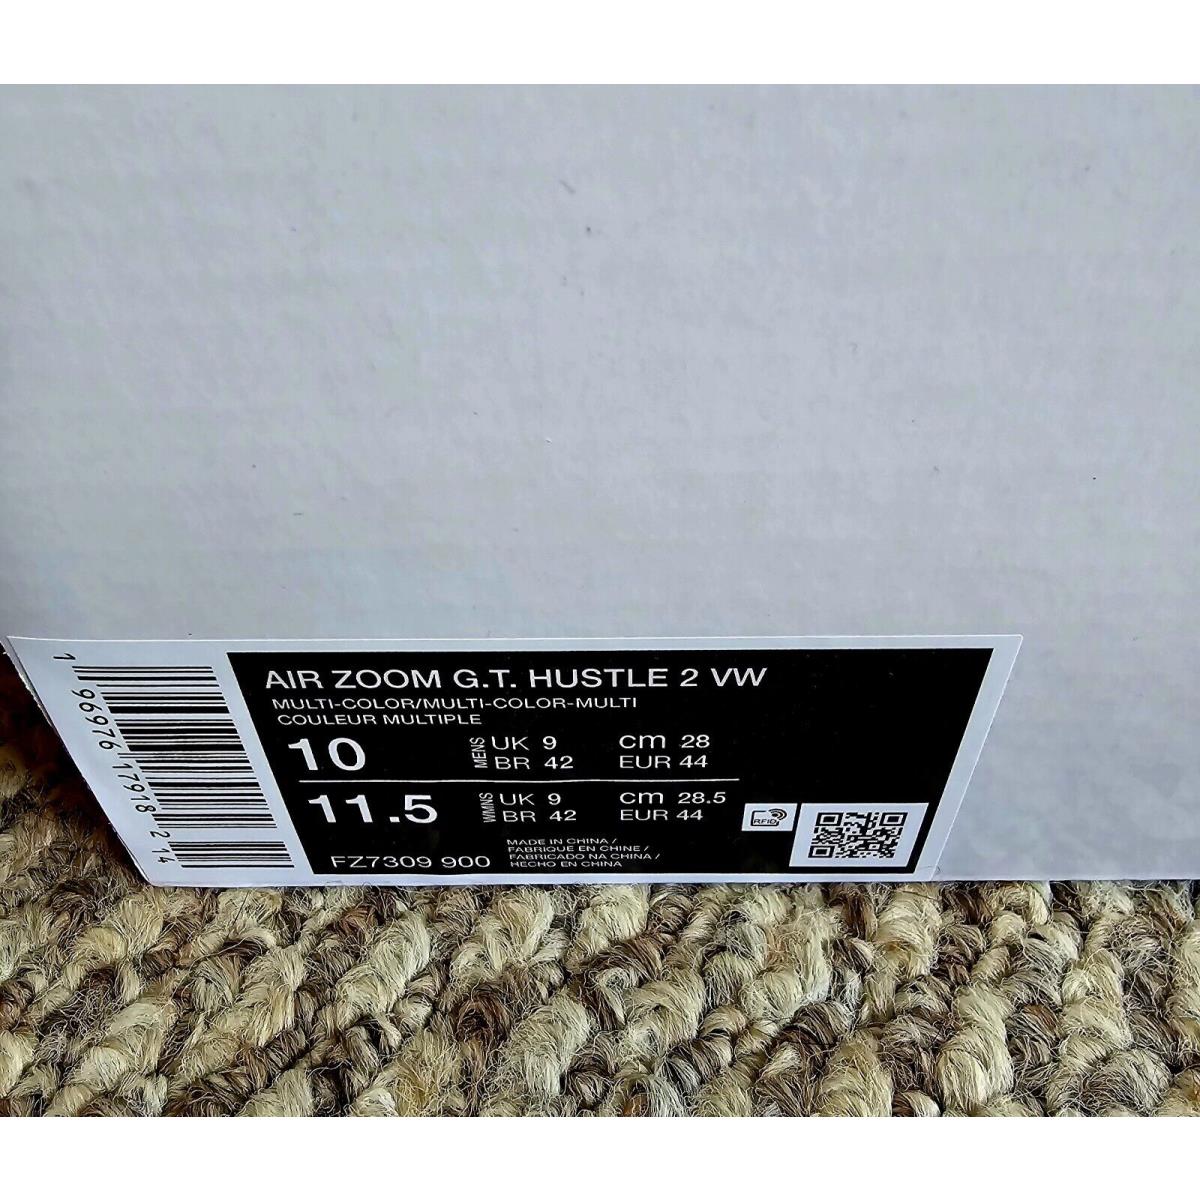 AIR ZOOM G.T. HUSTLE 2 VW
MULTI-COLOR/MULTI-COLOR-MULTI
COULEUR MULTIPLE
10 MENS UK 9 cm 28
BR 42 EUR 44
11.5 WMNS UK 9 cm 28.5
BR 42 EUR 44
RFID
FZ7309 900
MADE IN CHINA /
FABRIQUE EN CHINE /
FABRICADO NA CHINA /
HECHO EN CHINA
1 96976 17918 2 14